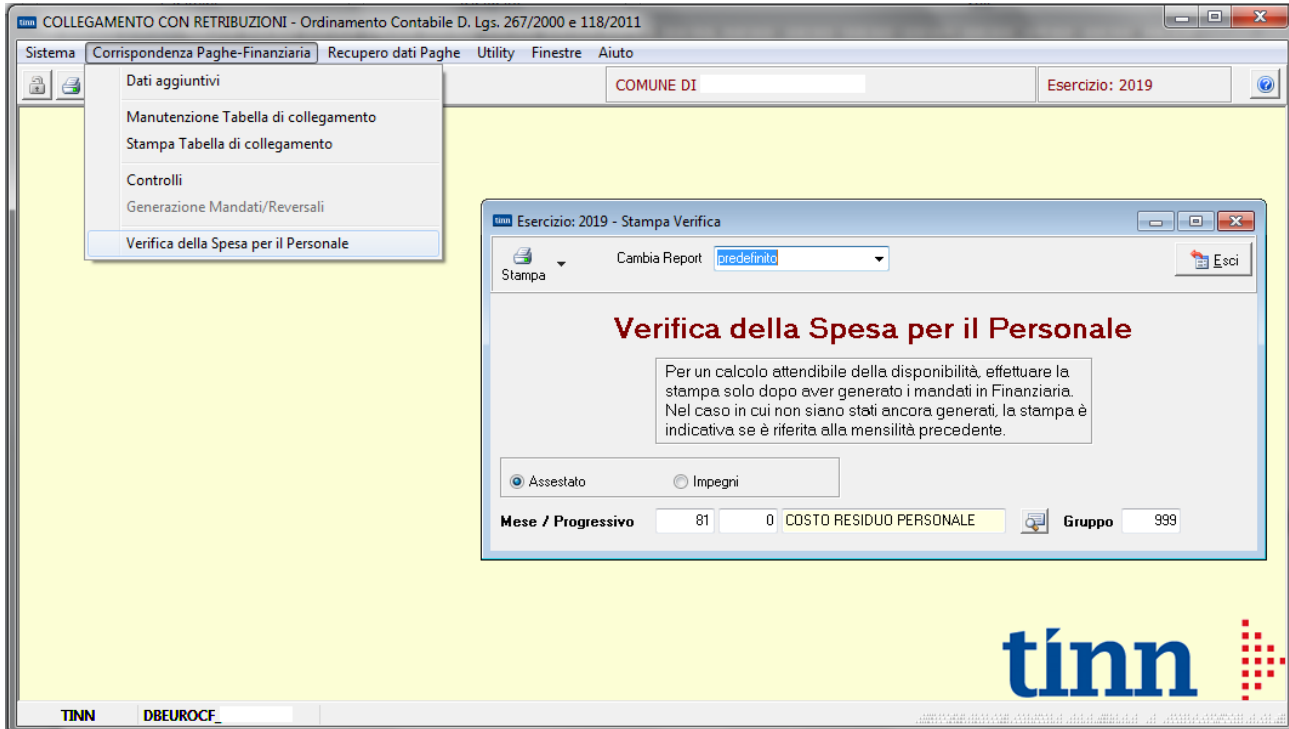 tinn COLLEGAMENTO CON RETRIBUZIONI - Ordinamento Contabile D. Lgs. 267/2000 e 118/2011
Sistema Corrispondenza Paghe-Finanziaria Recupero dati Paghe Utility Finestre Aiuto
COMUNE DI Esercizio: 2019
Dati aggiuntivi
Manutenzione Tabella di collegamento
Stampa Tabella di collegamento
Controlli
Generazione Mandati/Reversali
Verifica della Spesa per il Personale
tinn Esercizio: 2019 - Stampa Verifica
Stampa Cambia Report predefinito Esci
Verifica della Spesa per il Personale
Per un calcolo attendibile della disponibilità, effettuare la
stampa solo dopo aver generato i mandati in Finanziaria.
Nel caso in cui non siano stati ancora generati, la stampa è
indicativa se è riferita alla mensilità precedente.
Assestato Impegni
Mese / Progressivo 81 0 COSTO RESIDUO PERSONALE Gruppo 999
tinn
TINN DBEUROCF_